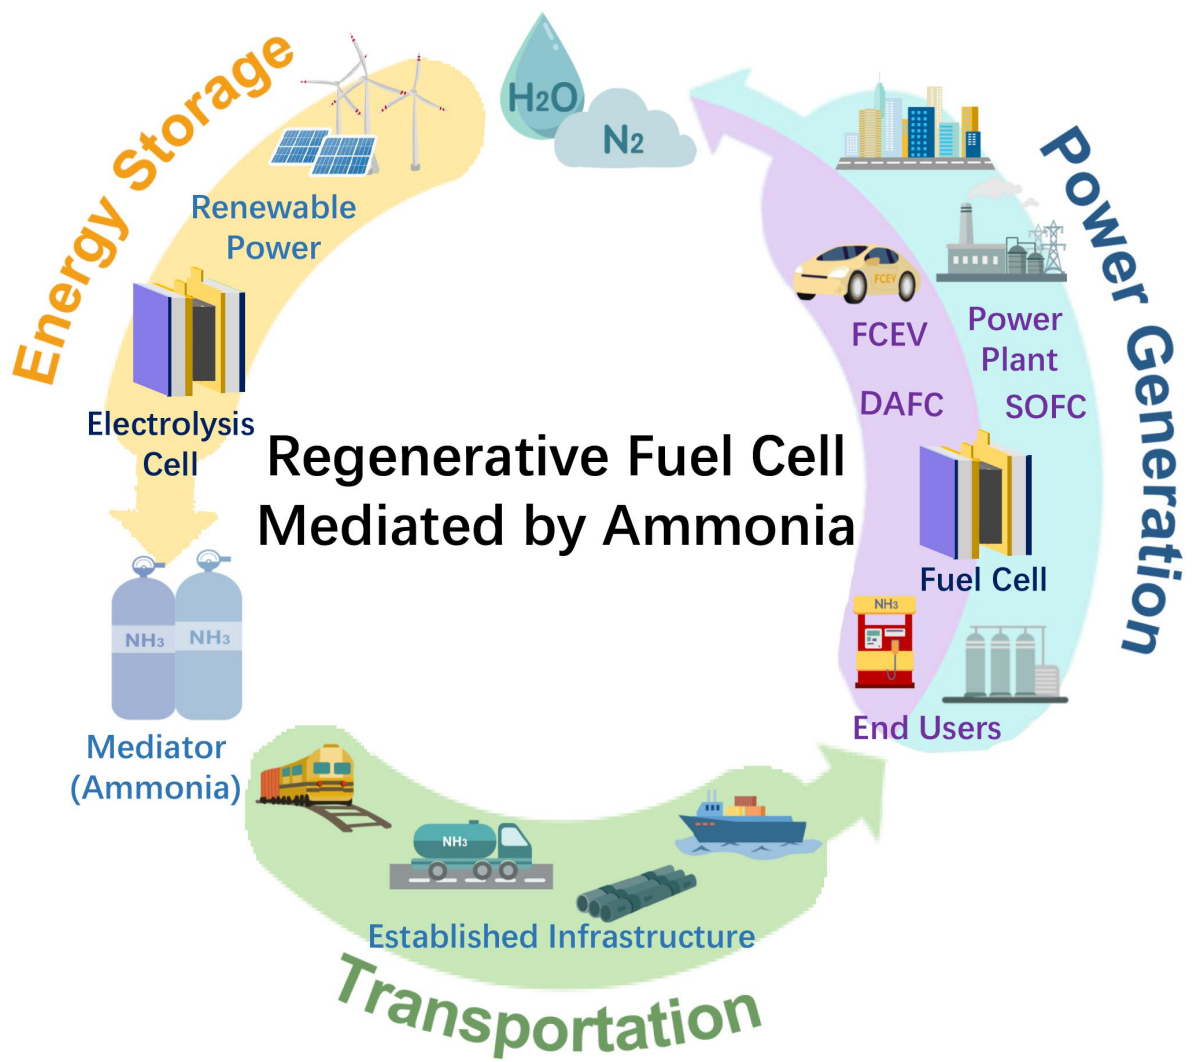 Energy Storage
H2O
N2
Renewable
Power
Electrolysis
Cell
Regenerative Fuel Cell
Mediated by Ammonia
NH3
NH3
Mediator
(Ammonia)
NH3
Established Infrastructure
Transportation
Power Generation
FCEV
FCEV
Power
Plant
DAFC
SOFC
Fuel Cell
NH3
End Users